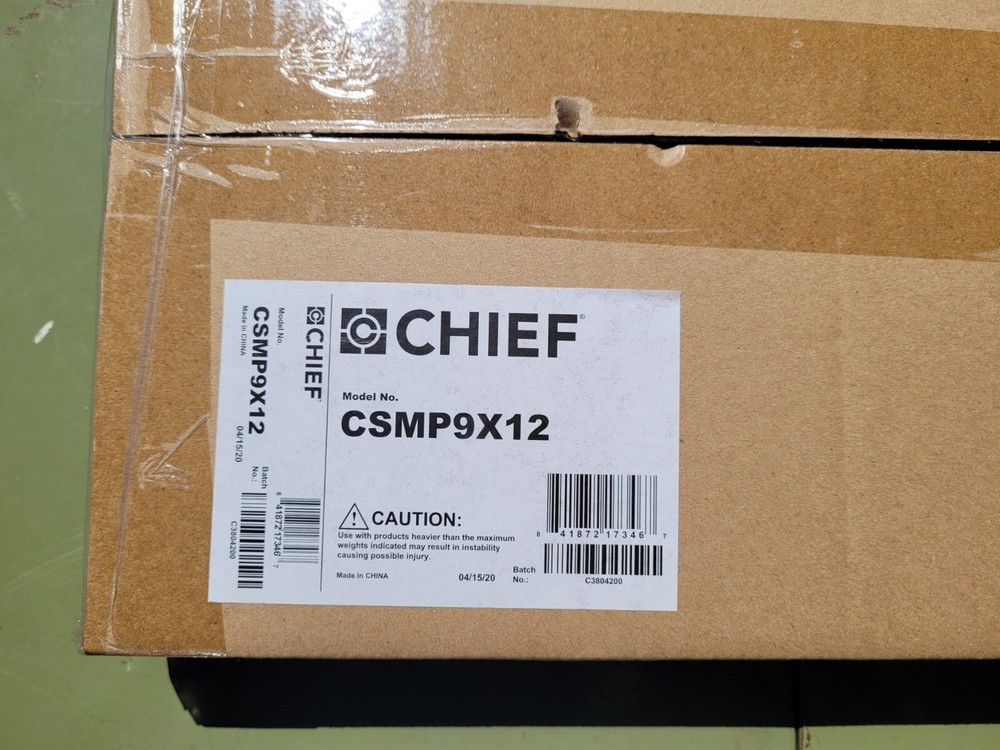 CHIEF®
Model No.
CSMP9X12
CAUTION:
Use with products heavier than the maximum
weights indicated may result in instability
causing possible injury.
Made in CHINA
04/15/20
8 41872 17346 7
Batch
No.:
C3804200
CHIEF
Model No.
CSMP9X12
Made in CHINA
04/15/20
8 41872 17346 7
Batch
No.:
C3804200